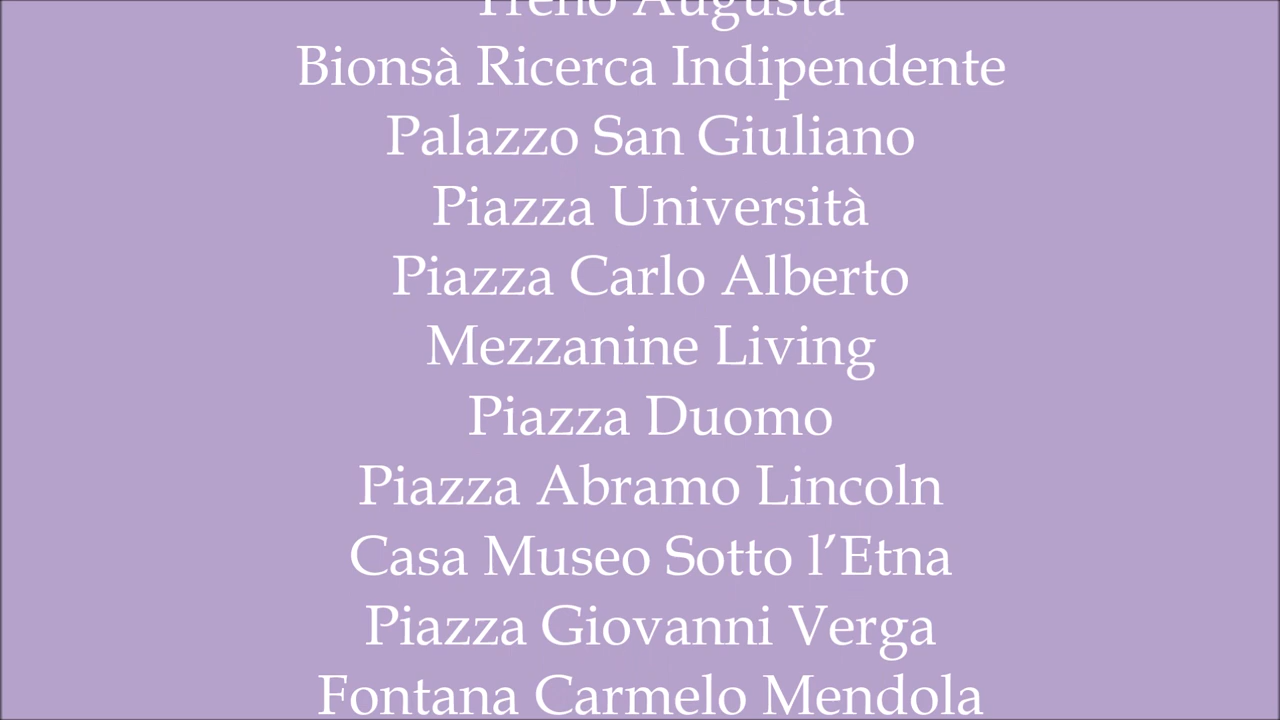 Treno Augusta
Bionsà Ricerca Indipendente
Palazzo San Giuliano
Piazza Università
Piazza Carlo Alberto
Mezzanine Living
Piazza Duomo
Piazza Abramo Lincoln
Casa Museo Sotto l’Etna
Piazza Giovanni Verga
Fontana Carmelo Mendola